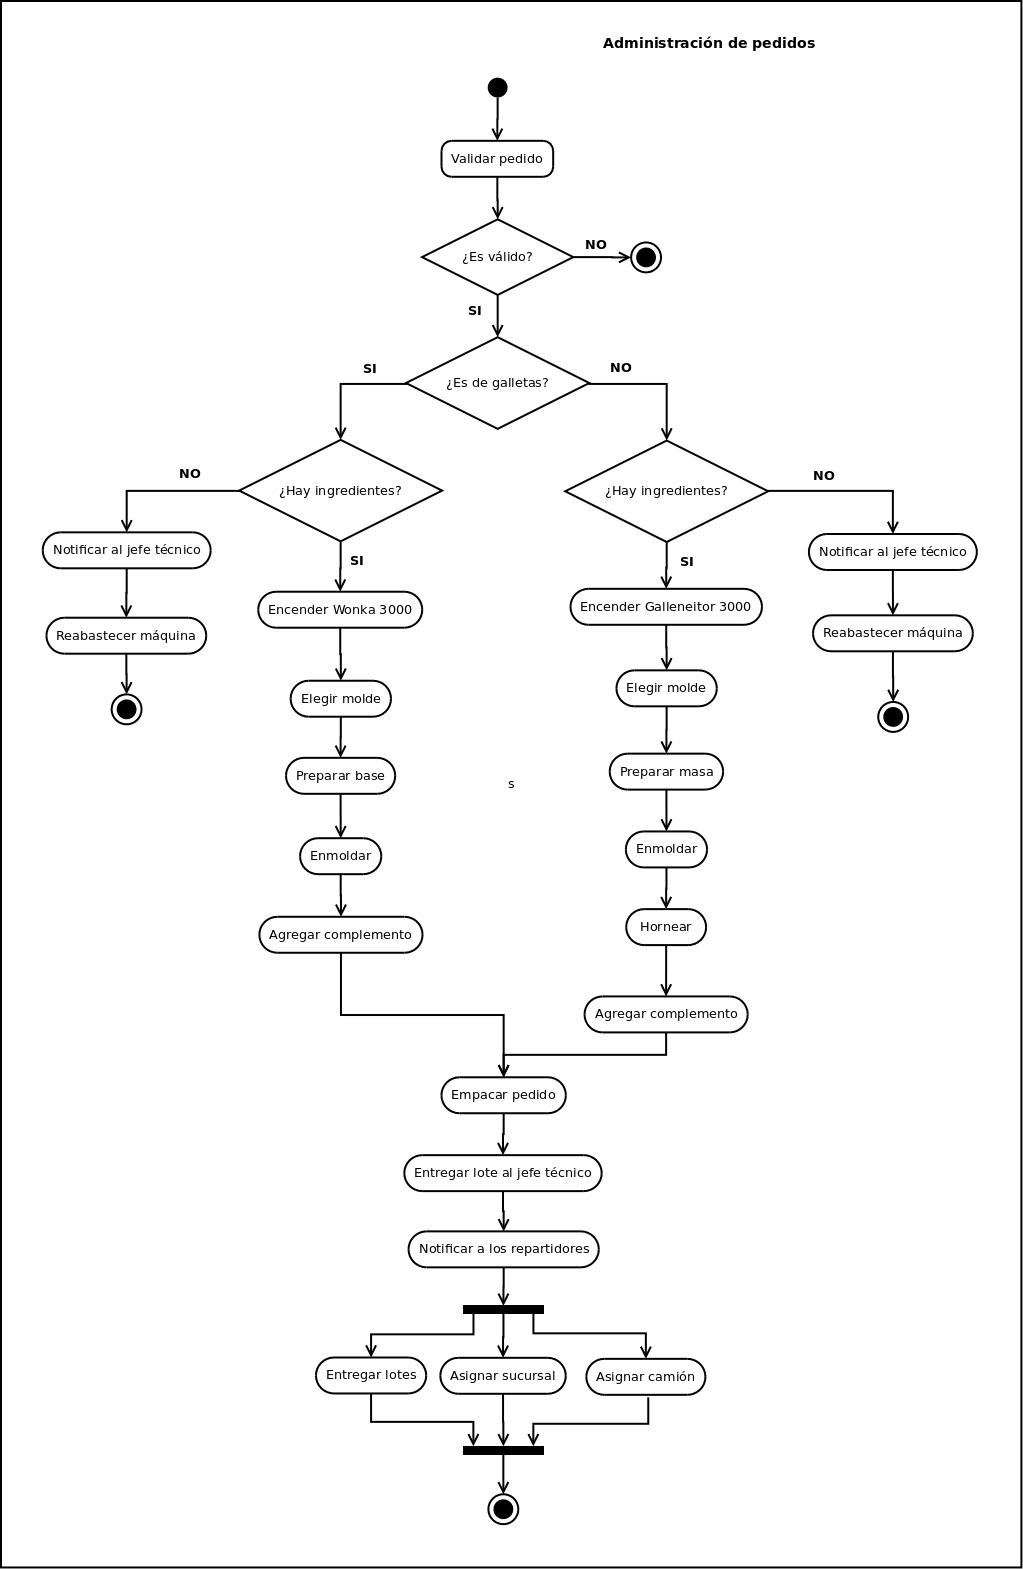 Administración de pedidos
Validar pedido
¿Es válido?
NO
SI
¿Es de galletas?
SI
NO
¿Hay ingredientes?
¿Hay ingredientes?
NO
NO
SI
SI
Notificar al jefe técnico
Notificar al jefe técnico
Encender Wonka 3000
Encender Galleneitor 3000
Reabastecer máquina
Reabastecer máquina
Elegir molde
Elegir molde
Preparar base
s
Preparar masa
Enmoldar
Enmoldar
Agregar complemento
Hornear
Agregar complemento
Empacar pedido
Entregar lote al jefe técnico
Notificar a los repartidores
Entregar lotes
Asignar sucursal
Asignar camión